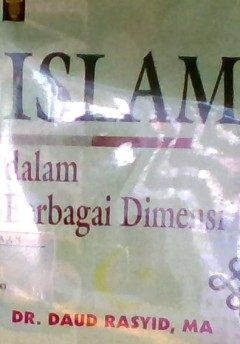 ISLAM
dalam
Berbagai Dimensi
DR. DAUD RASYID, MA